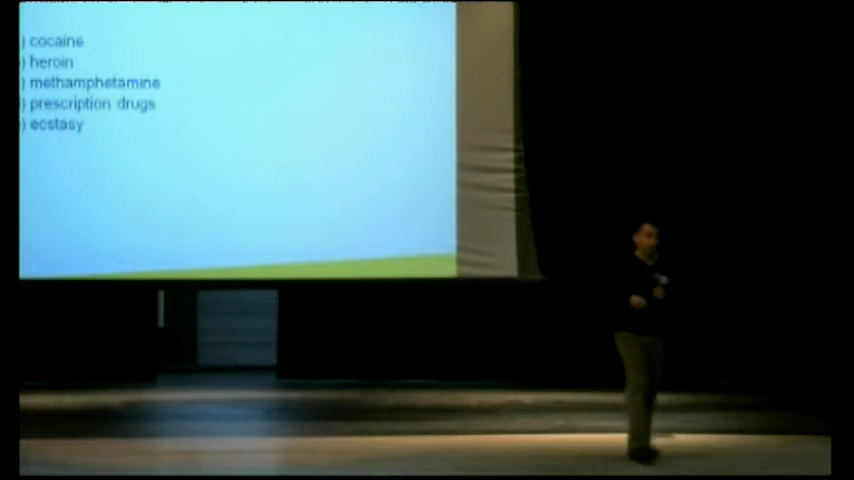 ) cocaine
) heroin
) methamphetamine
) prescription drugs
) ecstasy